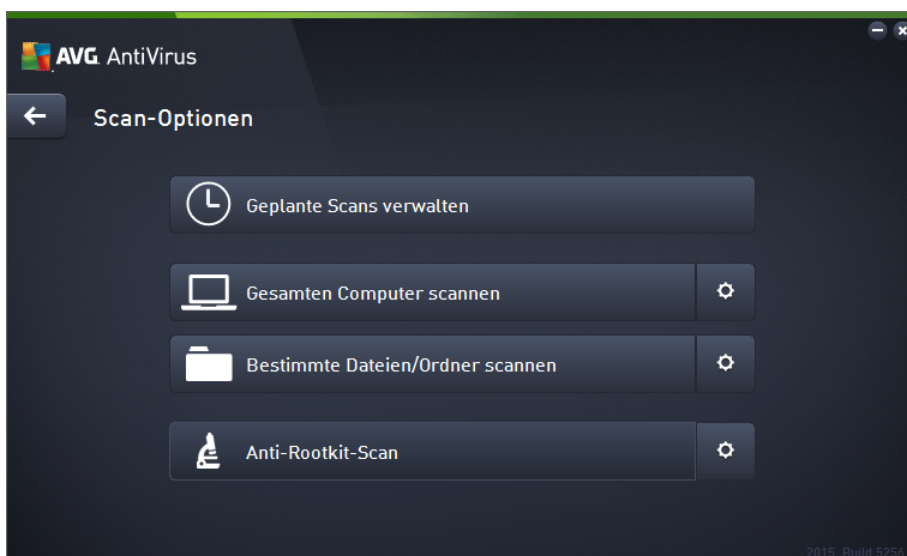 AVG AntiVirus
Scan-Optionen
Geplante Scans verwalten
Gesamten Computer scannen
Bestimmte Dateien/Ordner scannen
Anti-Rootkit-Scan
2015 Build 5256